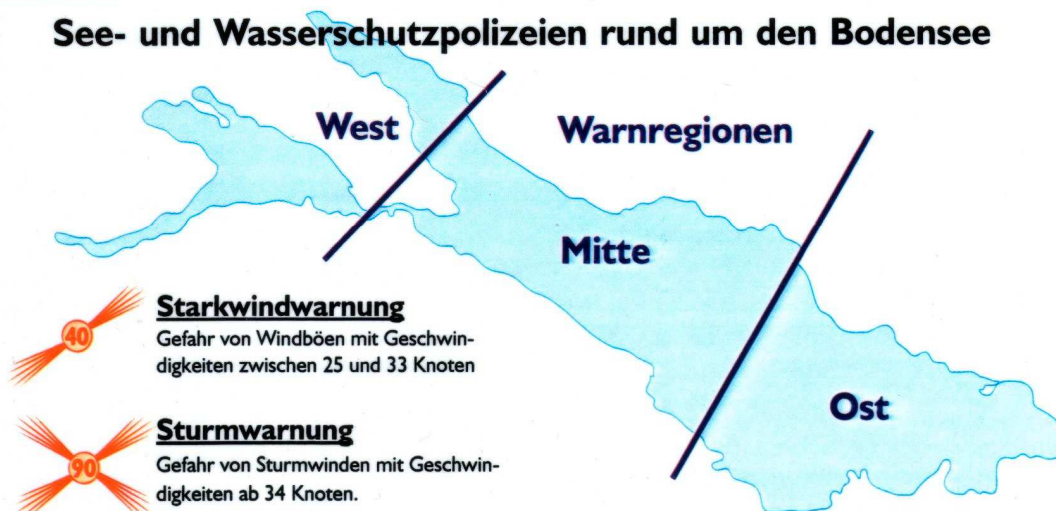 See- und Wasserschutzpolizeien rund um den Bodensee
West
Warnregionen
Mitte
Ost
40
Starkwindwarnung
Gefahr von Windböen mit Geschwin-
digkeiten zwischen 25 und 33 Knoten
90
Sturmwarnung
Gefahr von Sturmwinden mit Geschwin-
digkeiten ab 34 Knoten.